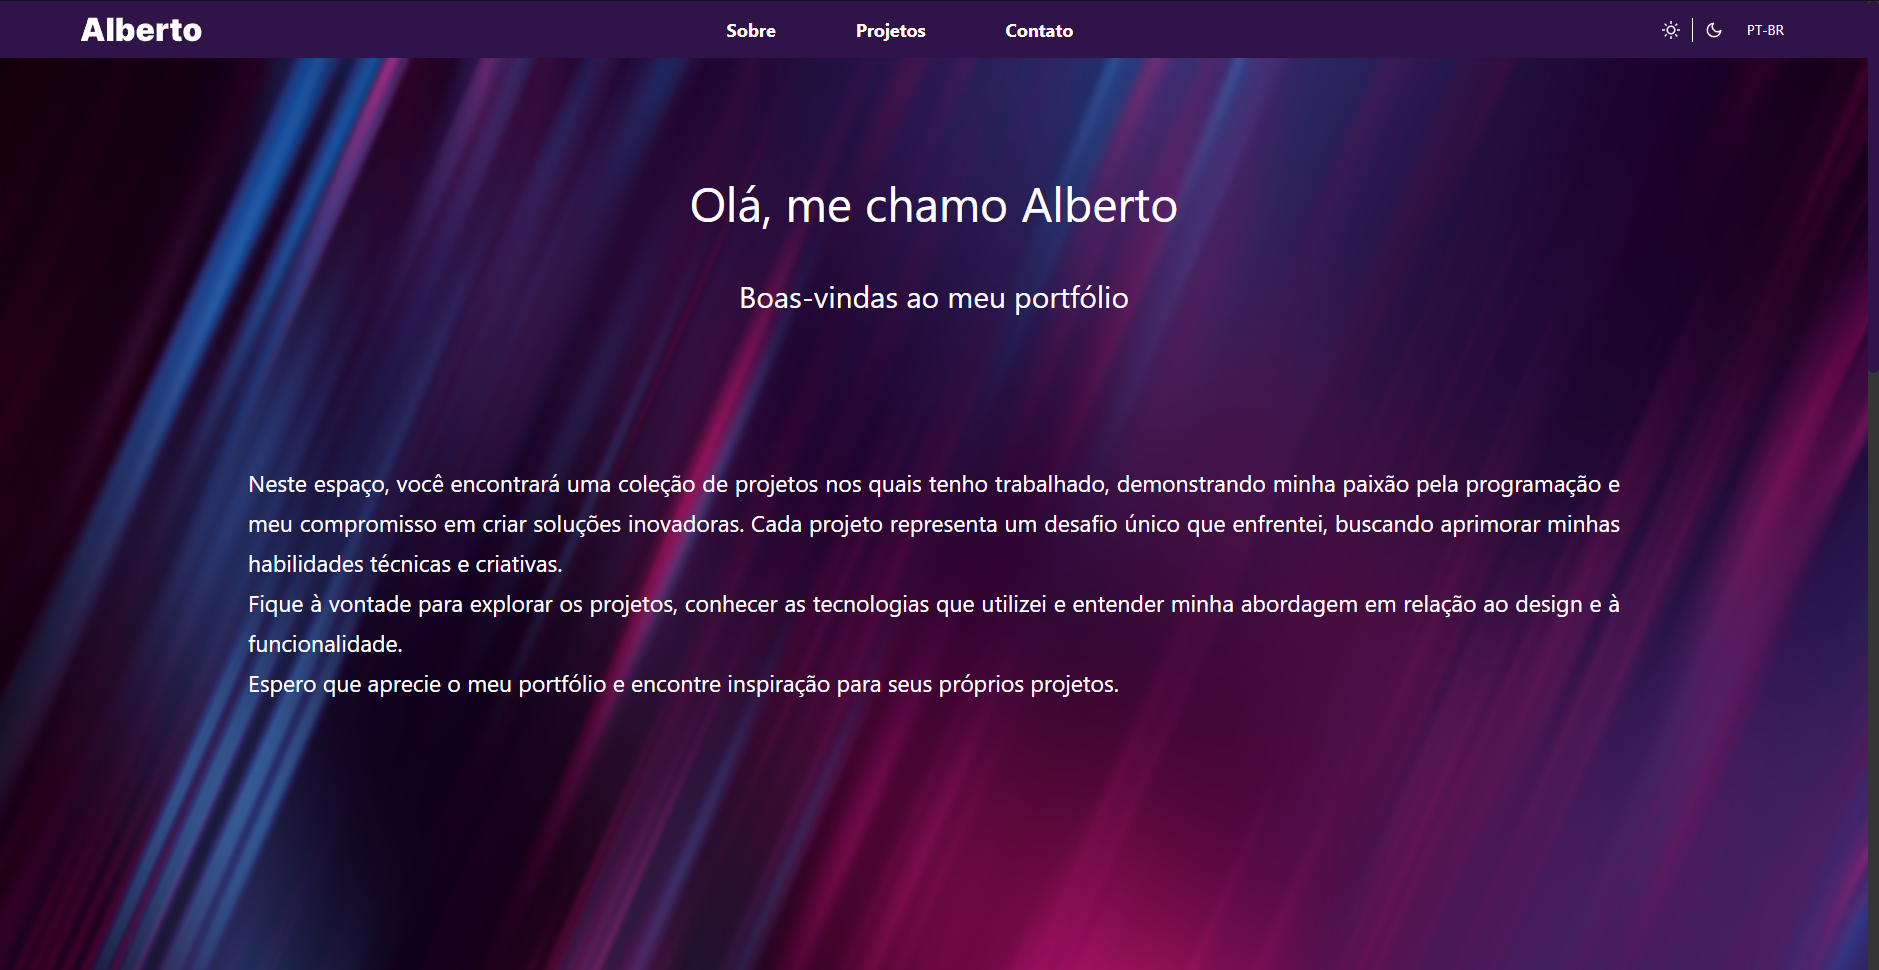 Alberto
Sobre
Projetos
Contato
PT-BR
Olá, me chamo Alberto
Boas-vindas ao meu portfólio
Neste espaço, você encontrará uma coleção de projetos nos quais tenho trabalhado, demonstrando minha paixão pela programação e
meu compromisso em criar soluções inovadoras. Cada projeto representa um desafio único que enfrentei, buscando aprimorar minhas
habilidades técnicas e criativas.
Fique à vontade para explorar os projetos, conhecer as tecnologias que utilizei e entender minha abordagem em relação ao design e à
funcionalidade.
Espero que aprecie o meu portfólio e encontre inspiração para seus próprios projetos.